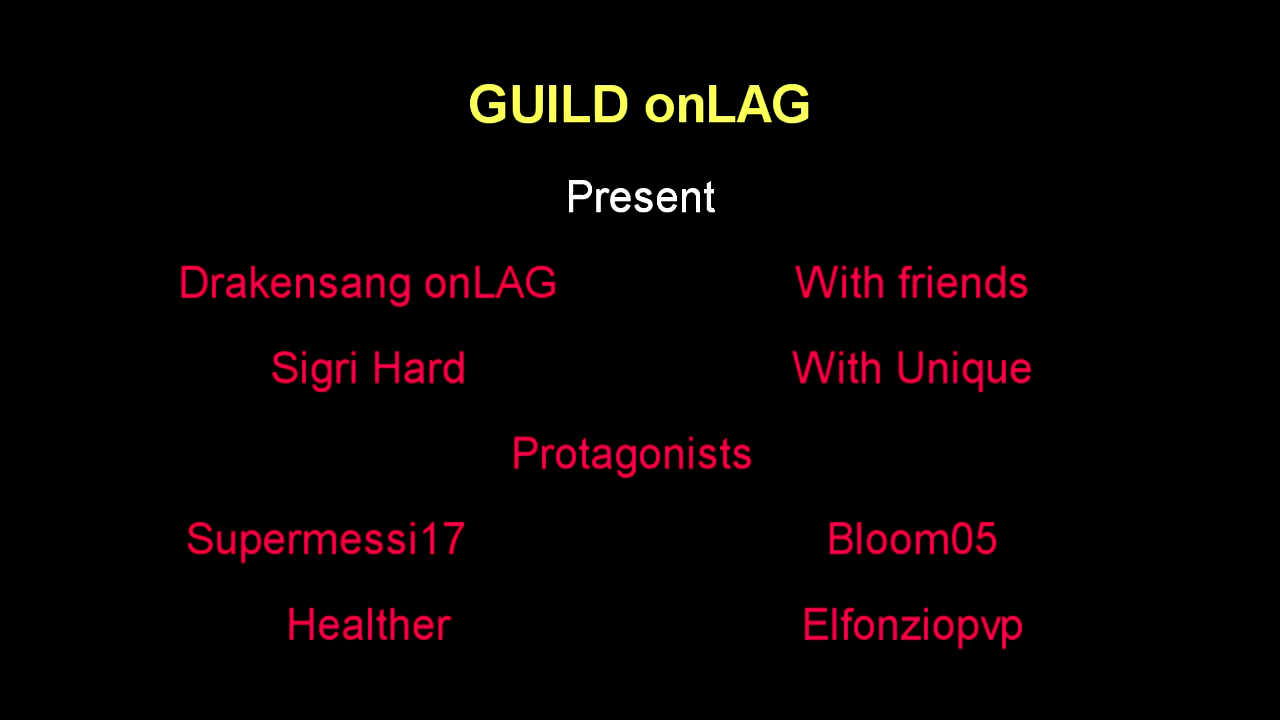 GUILD onLAG
Present
Drakensang onLAG With friends
Sigri Hard With Unique
Protagonists
Supermessi17 Bloom05
Healther Elfonziopvp